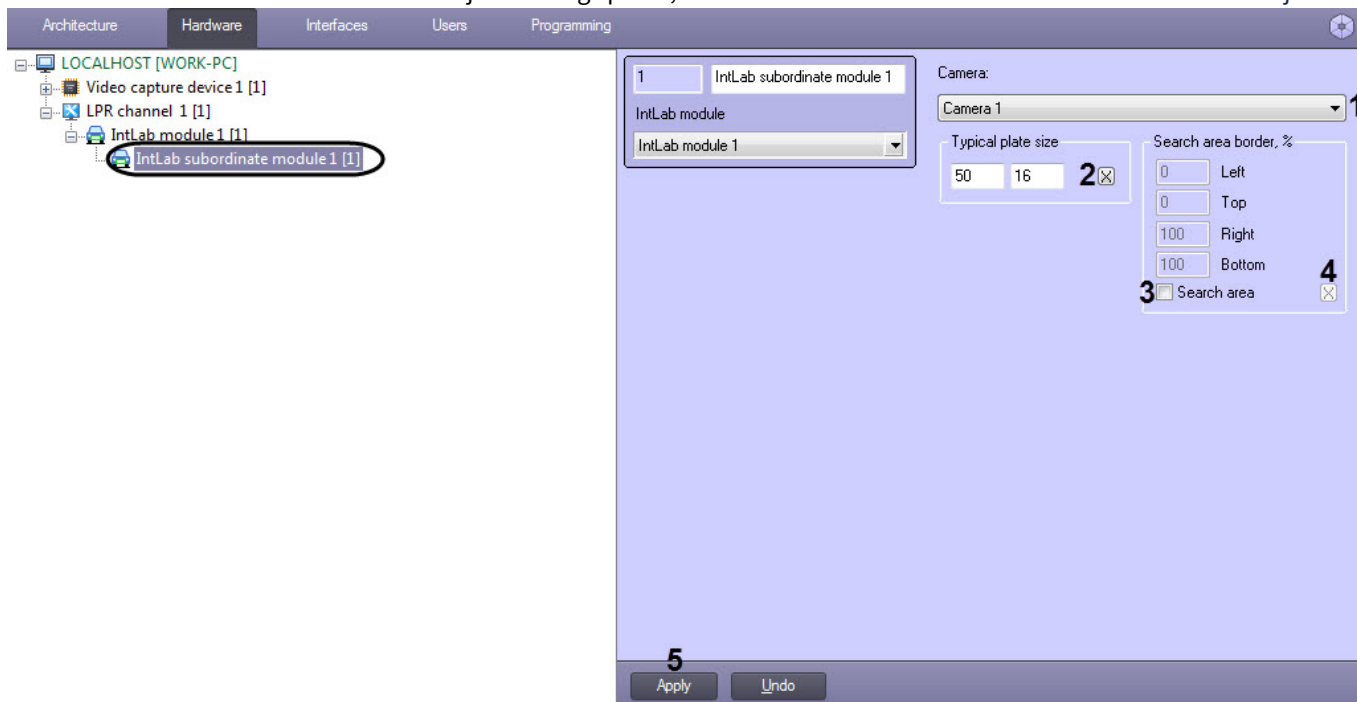 Architecture Hardware Interfaces Users Programming
LOCALHOST [WORK-PC]
Video capture device 1 [1]
LPR channel 1 [1]
IntLab module 1 [1]
IntLab subordinate module 1 [1]
1 IntLab subordinate module 1
IntLab module
IntLab module 1
Camera:
Camera 1 1
Typical plate size
50 16 2
Search area border, %
0 Left
0 Top
100 Right
100 Bottom
4
3 Search area
5
Apply Undo